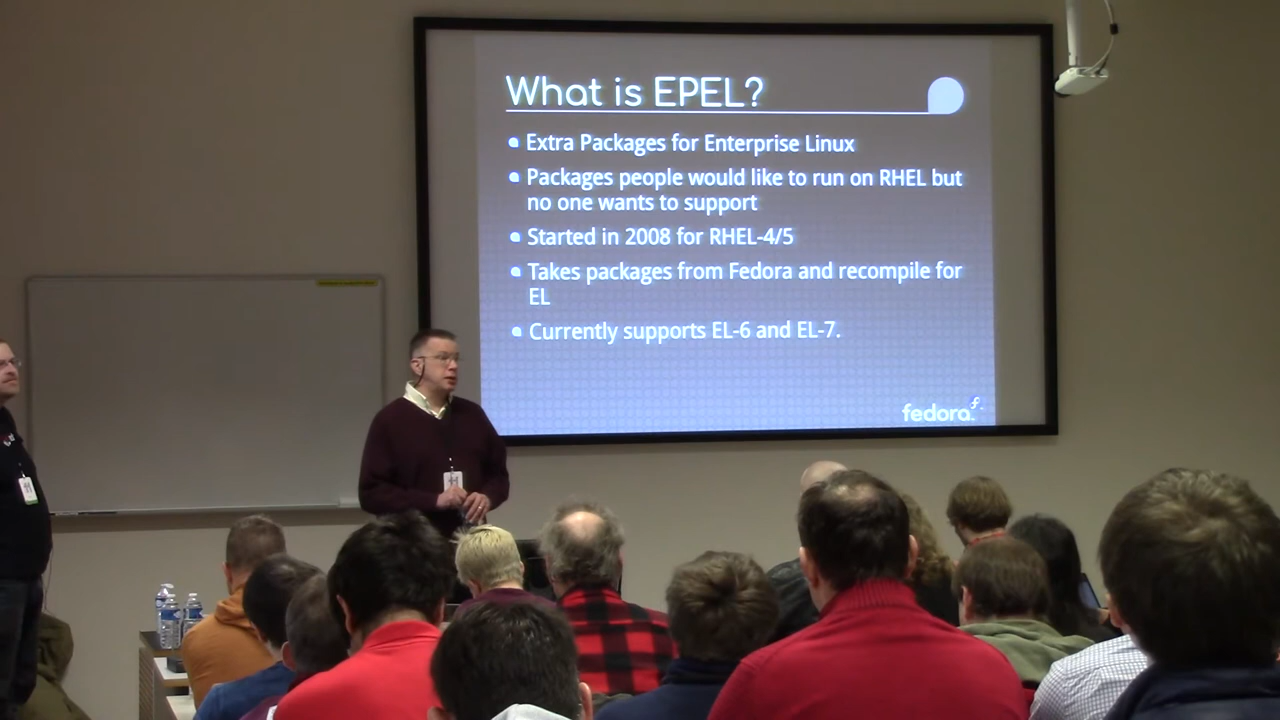 What is EPEL?
Extra Packages for Enterprise Linux
Packages people would like to run on RHEL but
no one wants to support
Started in 2008 for RHEL-4/5
Takes packages from Fedora and recompile for
EL
Currently supports EL-6 and EL-7.
fedora